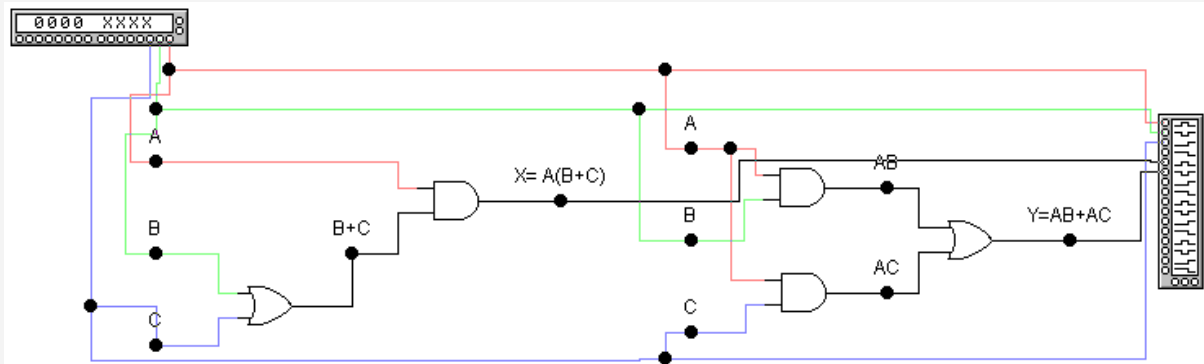 0000 XXXX
A
X= A(B+C)
B
B+C
C
A
AB
B
Y=AB+AC
AC
C